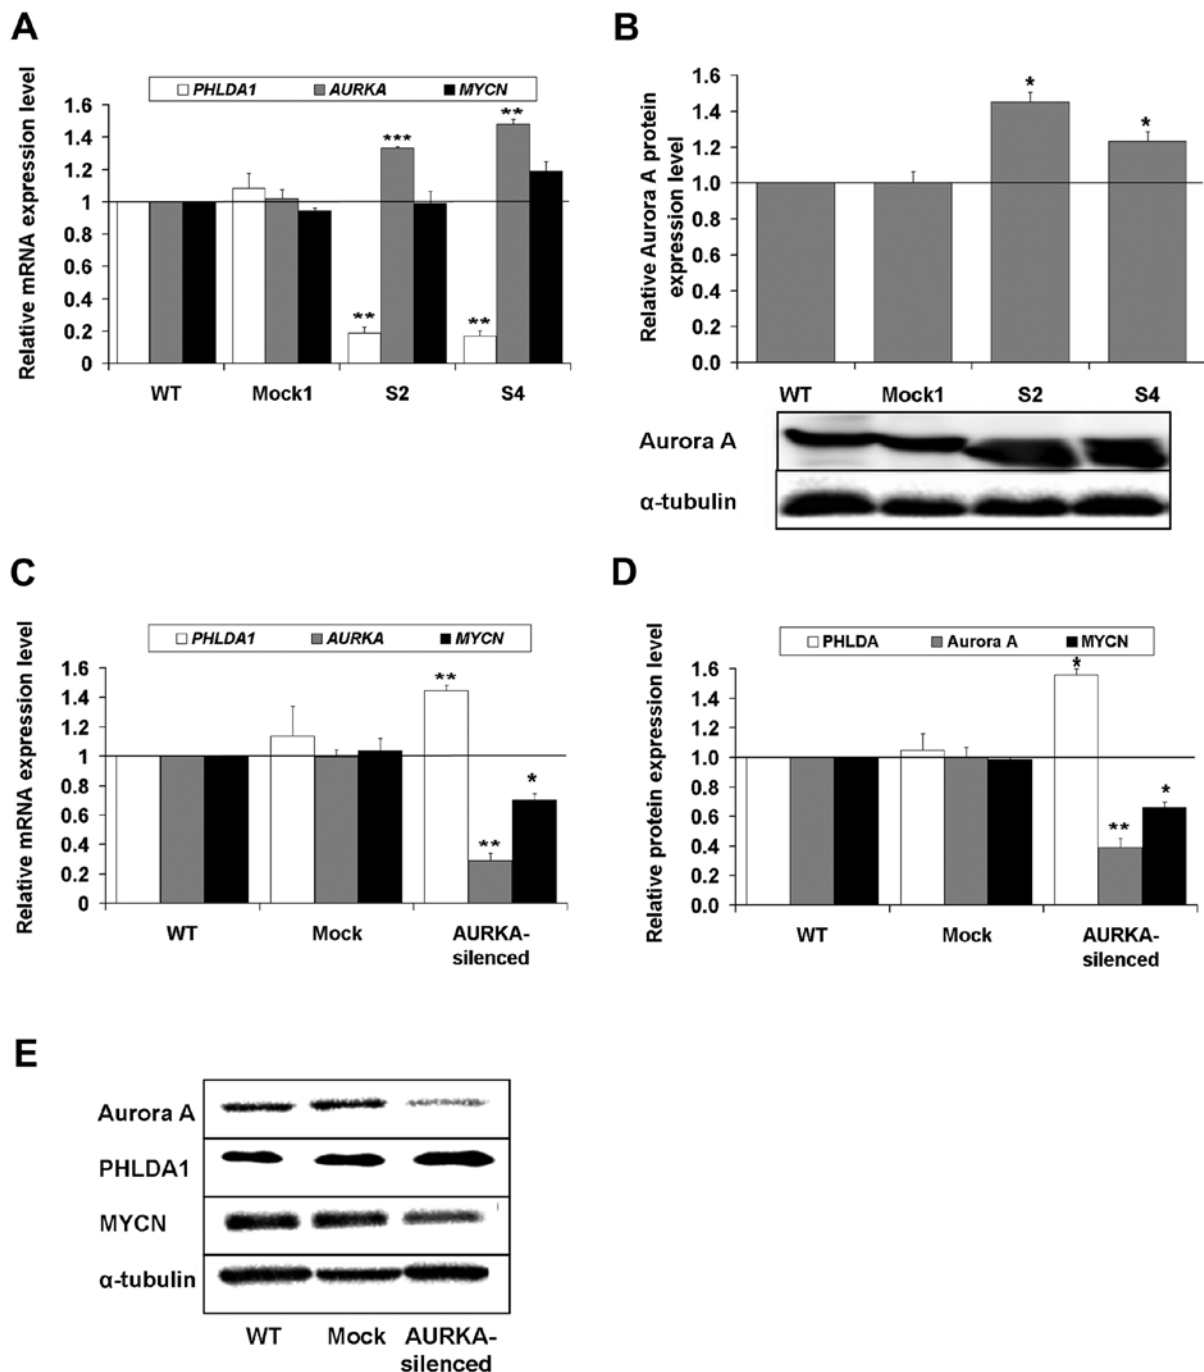 A
Relative mRNA expression level
PHLDA1 AURKA MYCN
1.6
1.4
1.2
1
0.8
0.6
0.4
0.2
0
**
***
**
**
WT Mock1 S2 S4
B
Relative Aurora A protein
expression level
1.6
1.4
1.2
1.0
0.8
0.6
0.4
0.2
0.0
*
*
WT Mock1 S2 S4
Aurora A
α-tubulin
C
Relative mRNA expression level
PHLDA1 AURKA MYCN
1.6
1.4
1.2
1
0.8
0.6
0.4
0.2
0
**
**
*
WT Mock AURKA-
silenced
D
Relative protein expression level
PHLDA Aurora A MYCN
1.6
1.4
1.2
1.0
0.8
0.6
0.4
0.2
0.0
*
**
*
WT Mock AURKA-
silenced
E
Aurora A
PHLDA1
MYCN
α-tubulin
WT Mock AURKA-
silenced